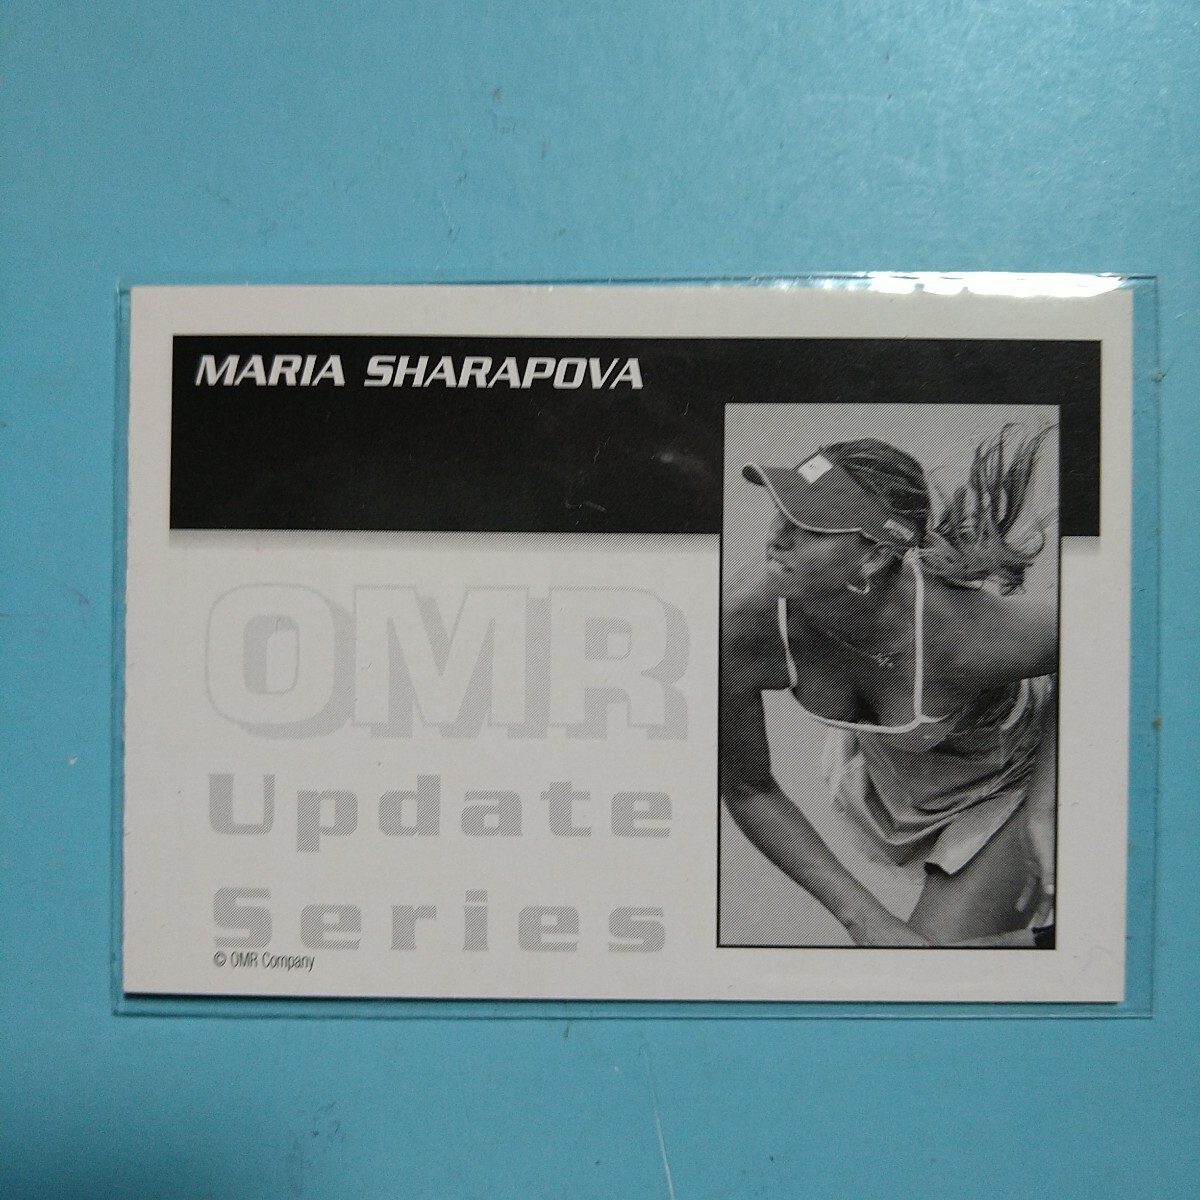 MARIA SHARAPOVA
OMR
Update
Series
© OMR Company